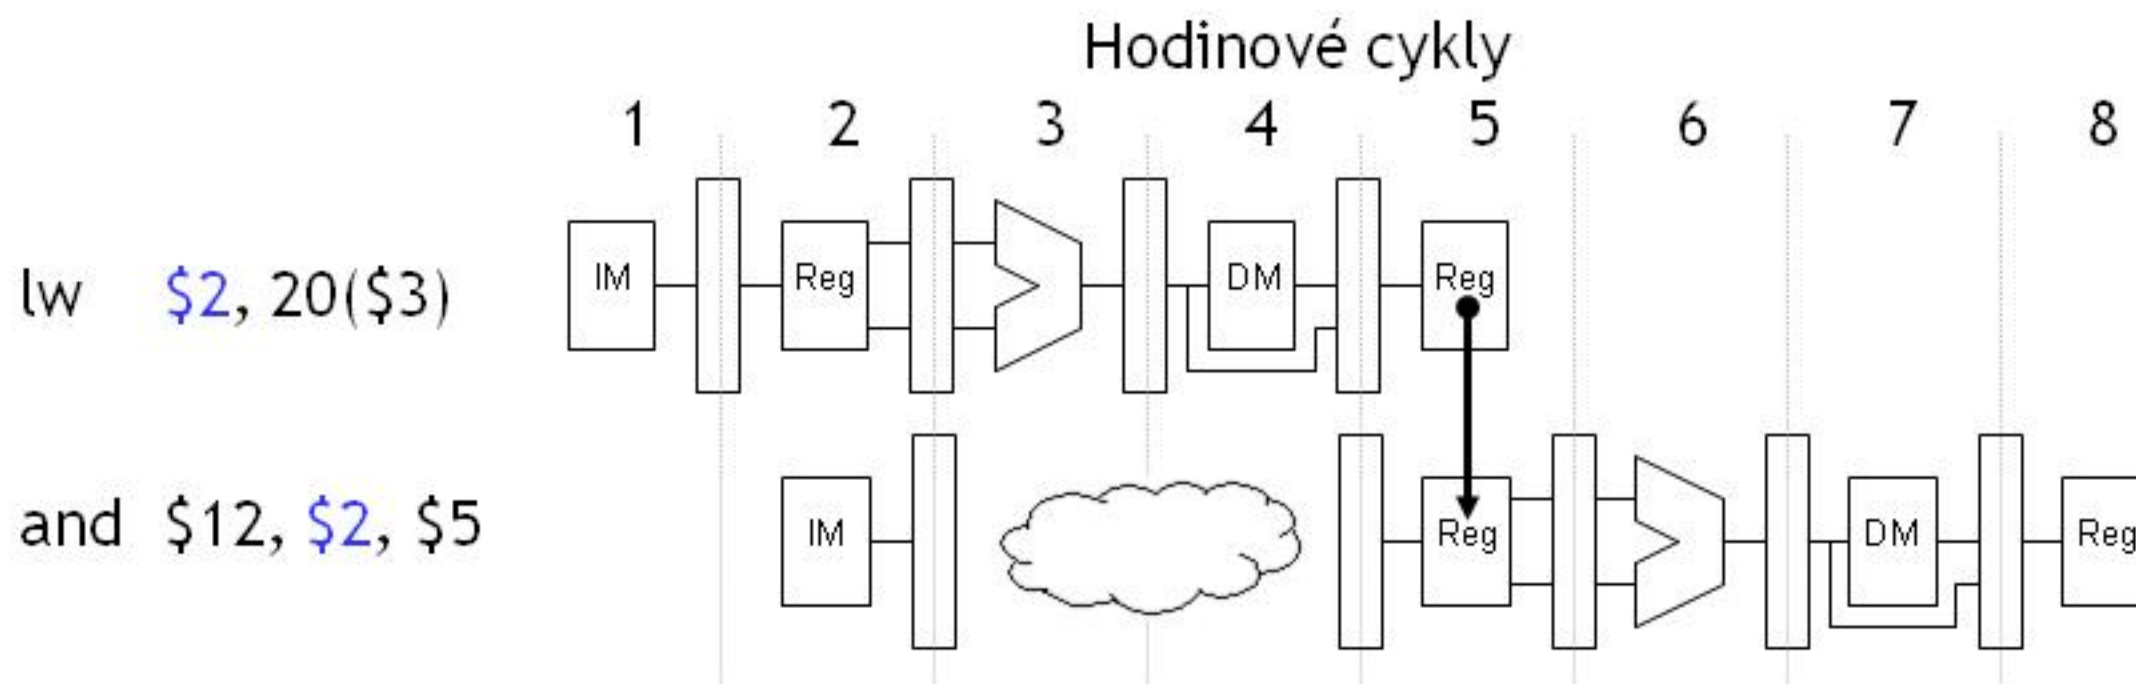 Hodinové cykly
1 2 3 4 5 6 7 8
lw $2, 20($3)
IM Reg DM Reg
and $12, $2, $5
IM Reg DM Reg